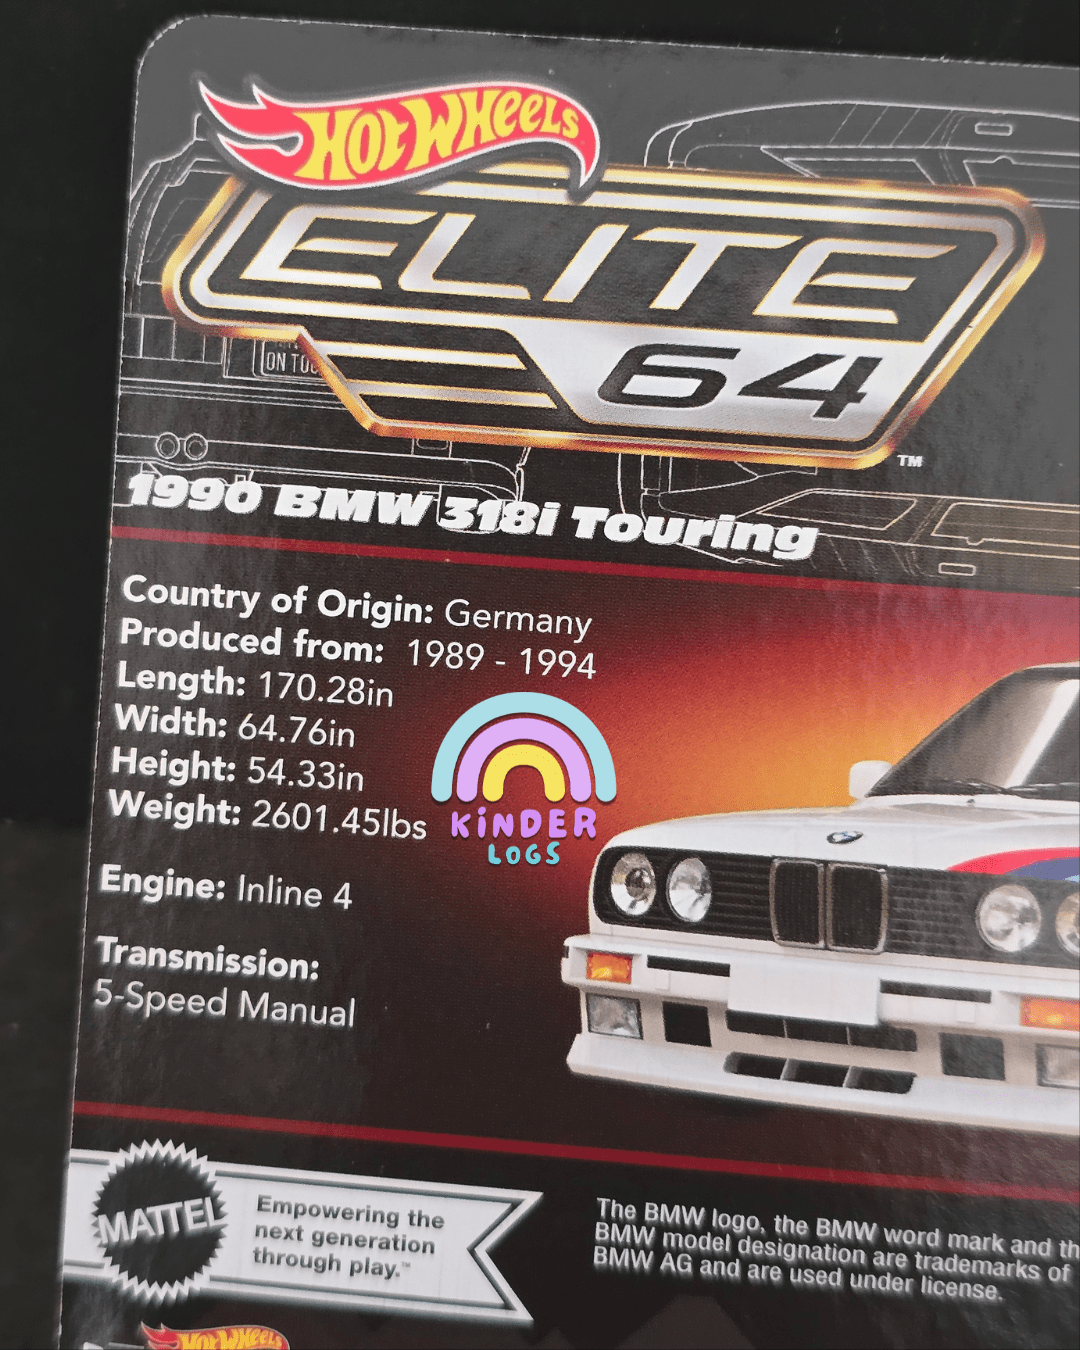 HOT WHEELS
ELITE
64
TM
ON TOU
1990 BMW 318i Touring
Country of Origin: Germany
Produced from: 1989 - 1994
Length: 170.28in
Width: 64.76in
Height: 54.33in
Weight: 2601.45lbs
KiNDER
LOGS
Engine: Inline 4
Transmission:
5-Speed Manual
MATTEL
Empowering the
next generation
through play.™
The BMW logo, the BMW word mark and th
BMW model designation are trademarks of
BMW AG and are used under license.
HOT WHEELS